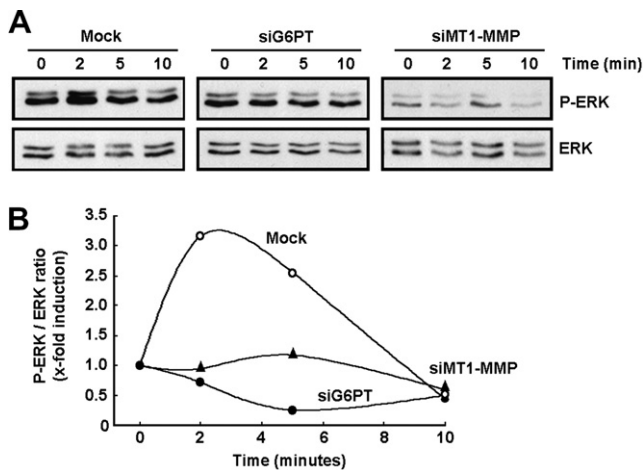 A
Mock siG6PT siMT1-MMP
0 2 5 10 0 2 5 10 0 2 5 10 Time (min)
P-ERK
ERK
B
P-ERK / ERK ratio
(x-fold induction)
3.5
3.0
2.5
2.0
1.5
1.0
0.5
0
Mock
siMT1-MMP
siG6PT
0 2 4 6 8 10
Time (minutes)